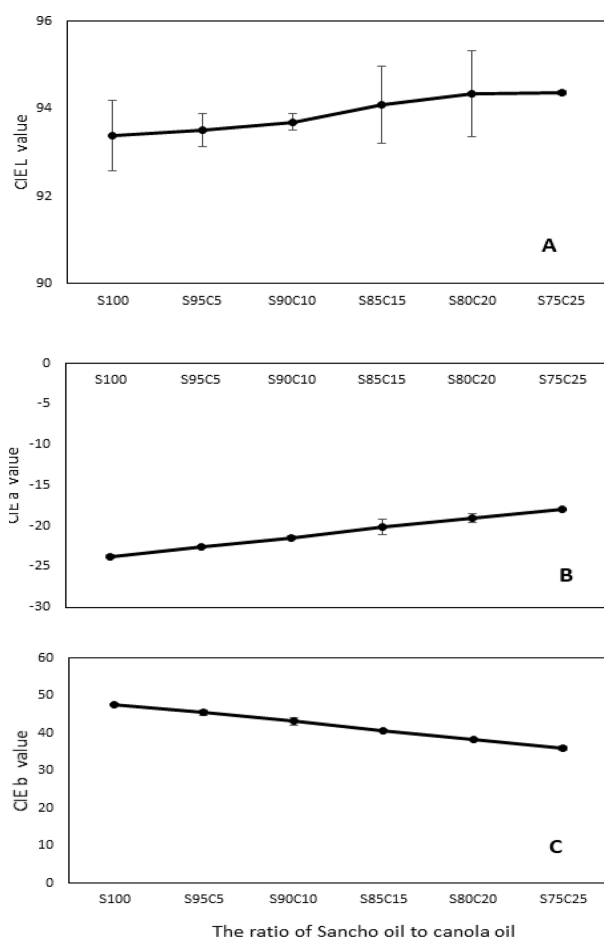 96
94
92
90
CIE L value
A
S100 S95C5 S90C10 S85C15 S80C20 S75C25
0
-5
-10
-15
-20
-25
-30
CIE a value
S100 S95C5 S90C10 S85C15 S80C20 S75C25
B
60
50
40
30
20
10
0
CIE b value
C
S100 S95C5 S90C10 S85C15 S80C20 S75C25
The ratio of Sancho oil to canola oil